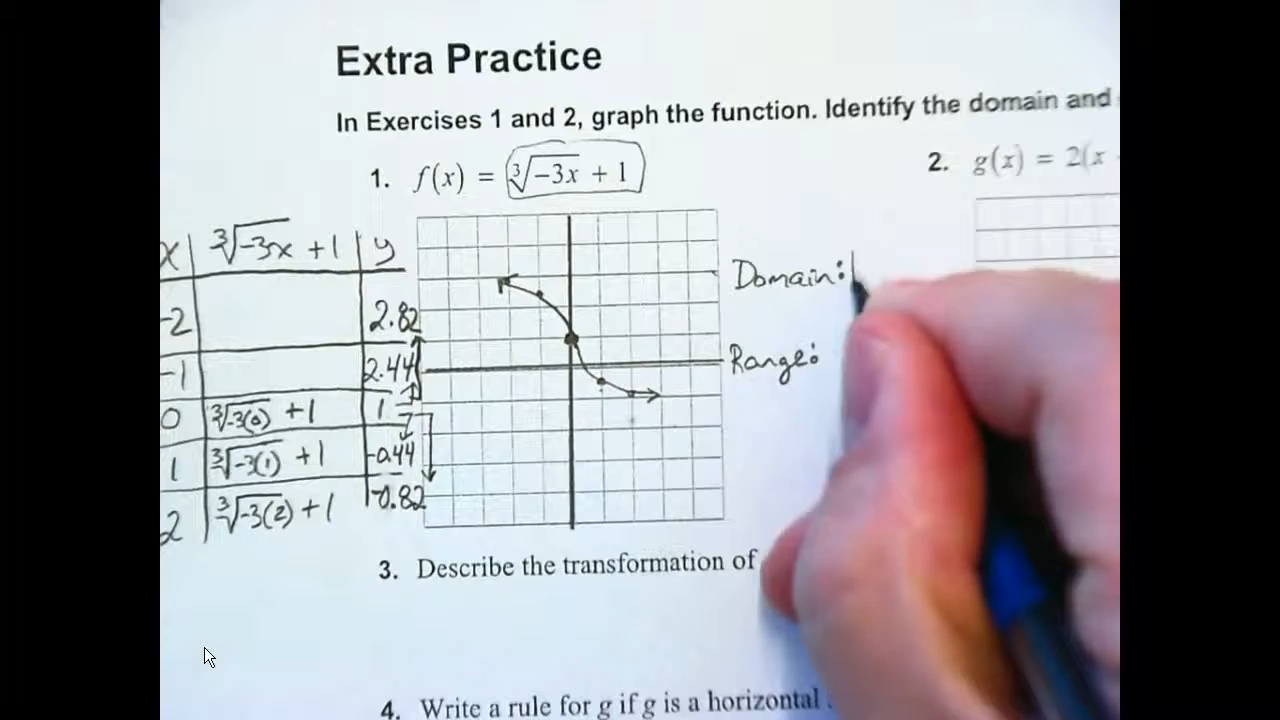 Extra Practice
In Exercises 1 and 2, graph the function. Identify the domain and
1. f(x) = ∛-3x + 1
2. g(x) = 2(x
x ∛-3x + 1 y
-2 2.82
-1 2.44
0 ∛-3(0) + 1 1
1 ∛-3(1) + 1 -0.44
2 ∛-3(2) + 1 -0.82
Domain:
Range:
3. Describe the transformation of
4. Write a rule for g if g is a horizontal